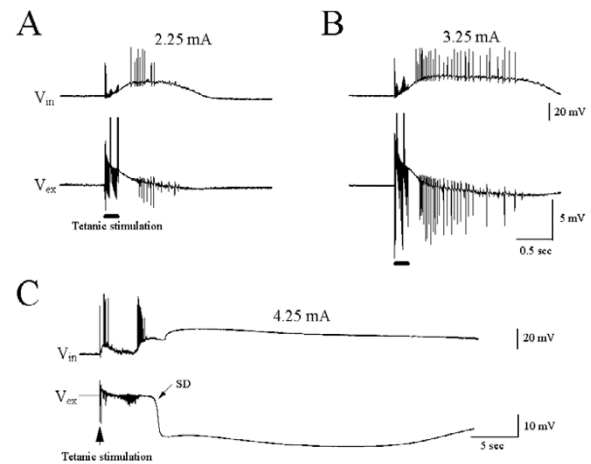 A
2.25 mA
B
3.25 mA
Vin
20 mV
Vex
Tetanic stimulation
5 mV
0.5 sec
C
4.25 mA
Vin
20 mV
SD
Vex
10 mV
5 sec
Tetanic stimulation